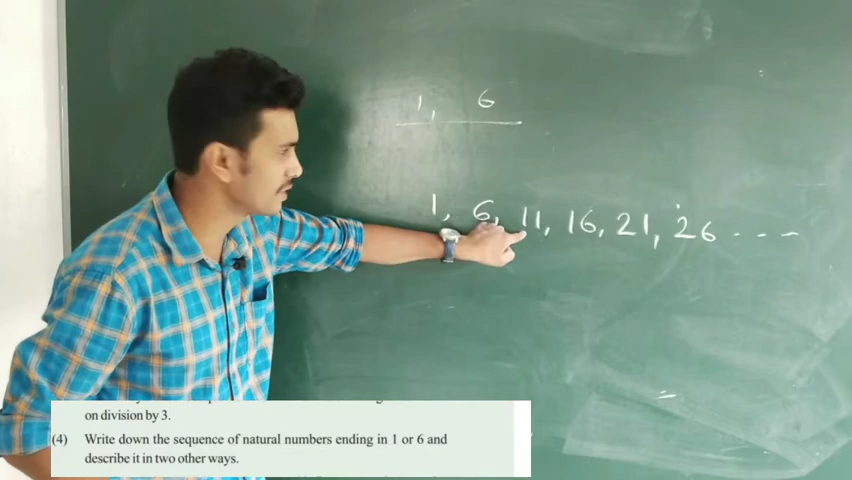 1, 6
1, 6, 11, 16, 21, 26 - - -
on division by 3.
(4) Write down the sequence of natural numbers ending in 1 or 6 and
describe it in two other ways.